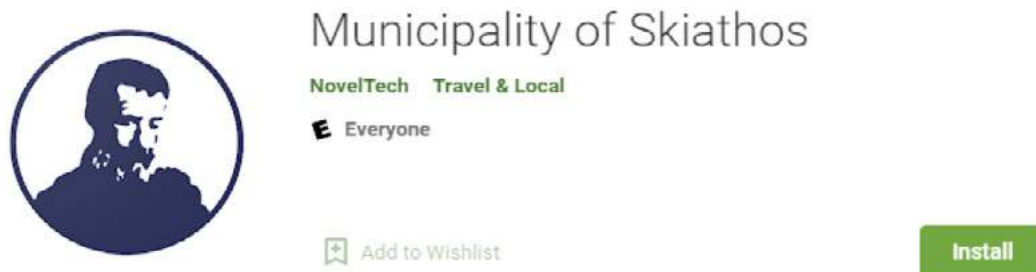 Municipality of Skiathos
NovelTech Travel & Local
E Everyone
Add to Wishlist
Install